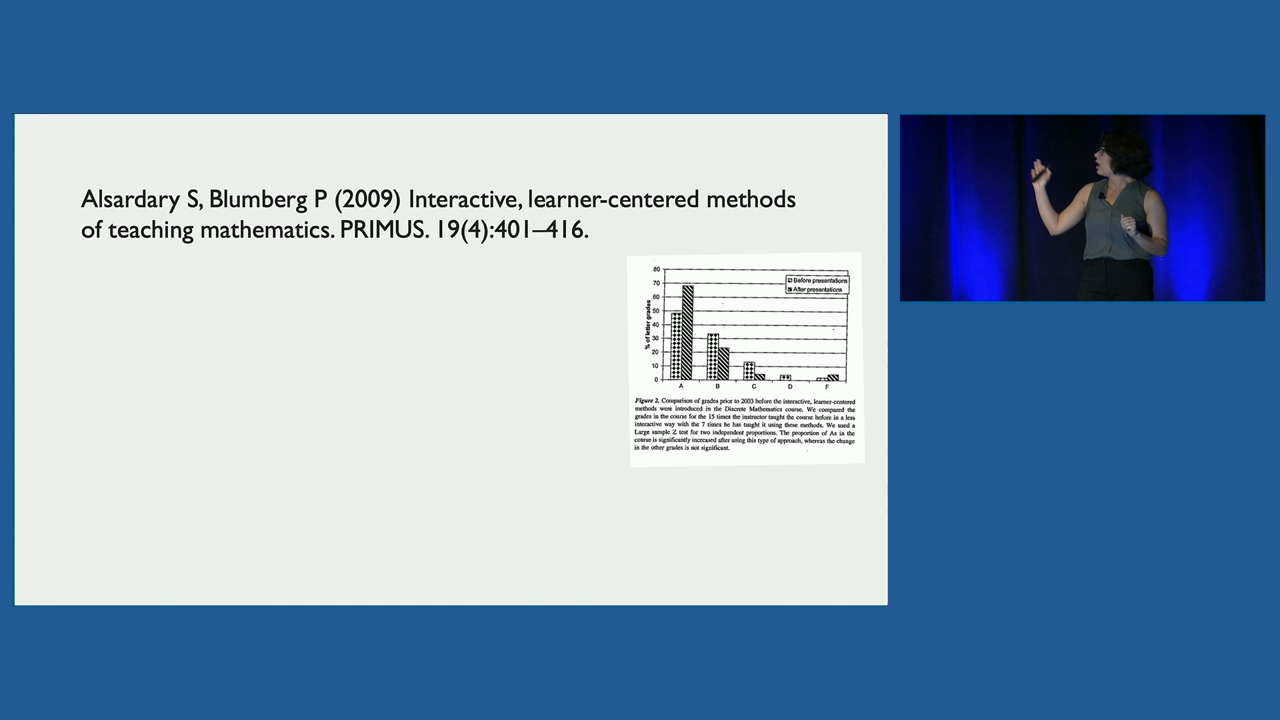 Alsardary S, Blumberg P (2009) Interactive, learner-centered methods
of teaching mathematics. PRIMUS. 19(4):401–416.
80
70
60
50
40
30
20
10
0
% of letter grades
Before presentations
After presentations
A B C D F
Figure 2. Comparison of grades prior to 2003 before the interactive, learner-centered
methods were introduced in the Discrete Mathematics course. We compared the
grades in the course for the 15 times the instructor taught the course before in a less
interactive way with the 7 times he has taught it using these methods. We used a
Large sample Z test for two independent proportions. The proportion of As in the
course is significantly increased after using this type of approach, whereas the change
in the other grades is not significant.